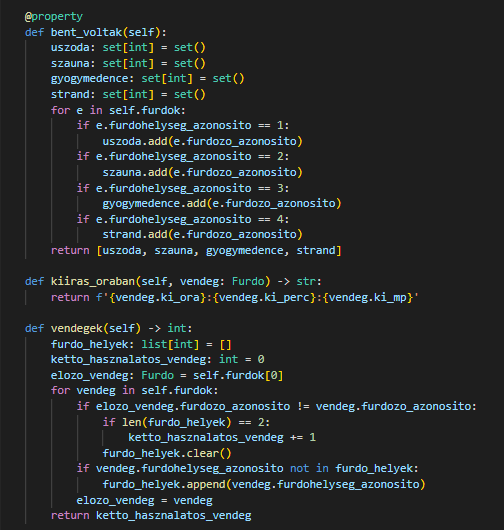 @property
def bent_voltak(self):
    uszoda: set[int] = set()
    szauna: set[int] = set()
    gyogymedence: set[int] = set()
    strand: set[int] = set()
    for e in self.furdok:
        if e.furdohelyseg_azonosito == 1:
            uszoda.add(e.furdozo_azonosito)
        if e.furdohelyseg_azonosito == 2:
            szauna.add(e.furdozo_azonosito)
        if e.furdohelyseg_azonosito == 3:
            gyogymedence.add(e.furdozo_azonosito)
        if e.furdohelyseg_azonosito == 4:
            strand.add(e.furdozo_azonosito)
    return [uszoda, szauna, gyogymedence, strand]

def kiiras_oraban(self, vendeg: Furdo) -> str:
    return f'{vendeg.ki_ora}:{vendeg.ki_perc}:{vendeg.ki_mp}'

def vendegek(self) -> int:
    furdo_helyek: list[int] = []
    ketto_hasznalatos_vendeg: int = 0
    elozo_vendeg: Furdo = self.furdok[0]
    for vendeg in self.furdok:
        if elozo_vendeg.furdozo_azonosito != vendeg.furdozo_azonosito:
            if len(furdo_helyek) == 2:
                ketto_hasznalatos_vendeg += 1
            furdo_helyek.clear()
        if vendeg.furdohelyseg_azonosito not in furdo_helyek:
            furdo_helyek.append(vendeg.furdohelyseg_azonosito)
        elozo_vendeg = vendeg
    return ketto_hasznalatos_vendeg